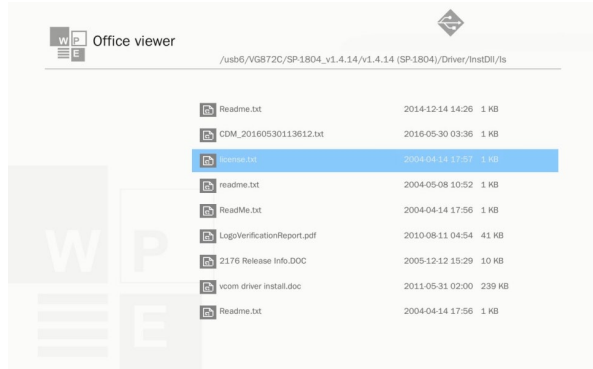 W P E
Office viewer
/usb6/VG872C/SP-1804_v1.4.14/v1.4.14 (SP-1804)/Driver/InstDll/Is
Readme.txt 2014-12-14 14:26 1 KB
CDM_20160530113612.txt 2016-05-30 03:36 1 KB
license.txt 2004-04-14 17:57 1 KB
readme.txt 2004-05-08 10:52 1 KB
ReadMe.txt 2004-04-14 17:56 1 KB
LogoVerificationReport.pdf 2010-08-11 04:54 41 KB
2176 Release Info.DOC 2005-12-12 15:29 10 KB
vcom driver install.doc 2011-05-31 02:00 239 KB
Readme.txt 2004-04-14 17:56 1 KB
W P
E